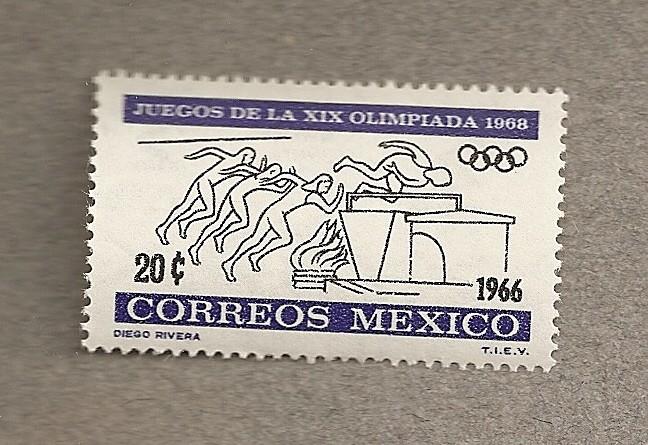 JUEGOS DE LA XIX OLIMPIADA 1968
20 ¢
1966
CORREOS MEXICO
DIEGO RIVERA
T.I.E.V.